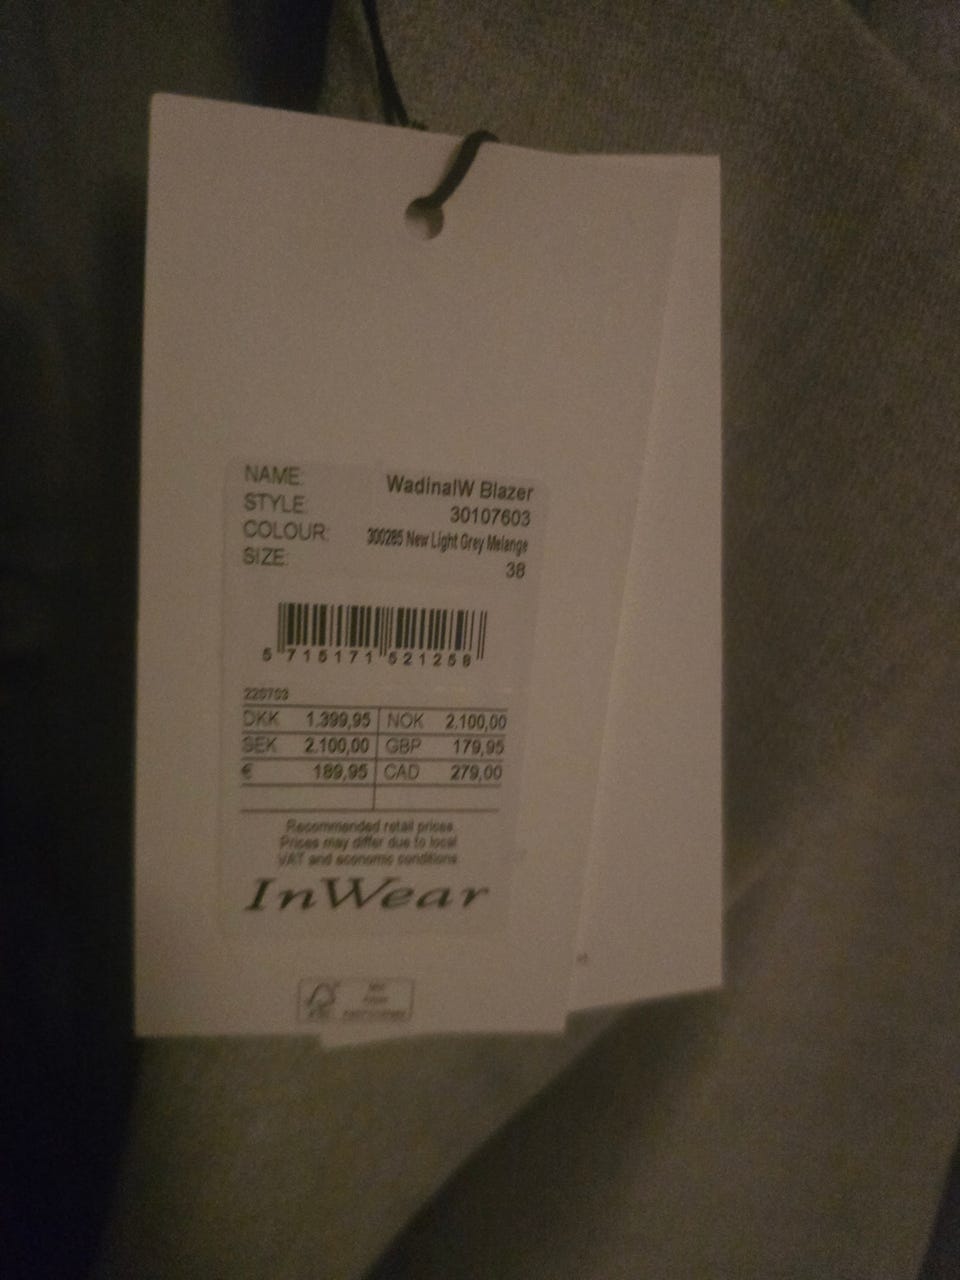 NAME: WadinaIW Blazer
STYLE: 30107603
COLOUR: 300285 New Light Grey Melange
SIZE: 38
5 715171 521258
DKK 1.399,95 NOK 2.100,00
SEK 2.100,00 GBP 179,95
€ 189,95 CAD 279,00
Recommended retail prices
Prices may differ due to local
VAT and economic conditions
InWear